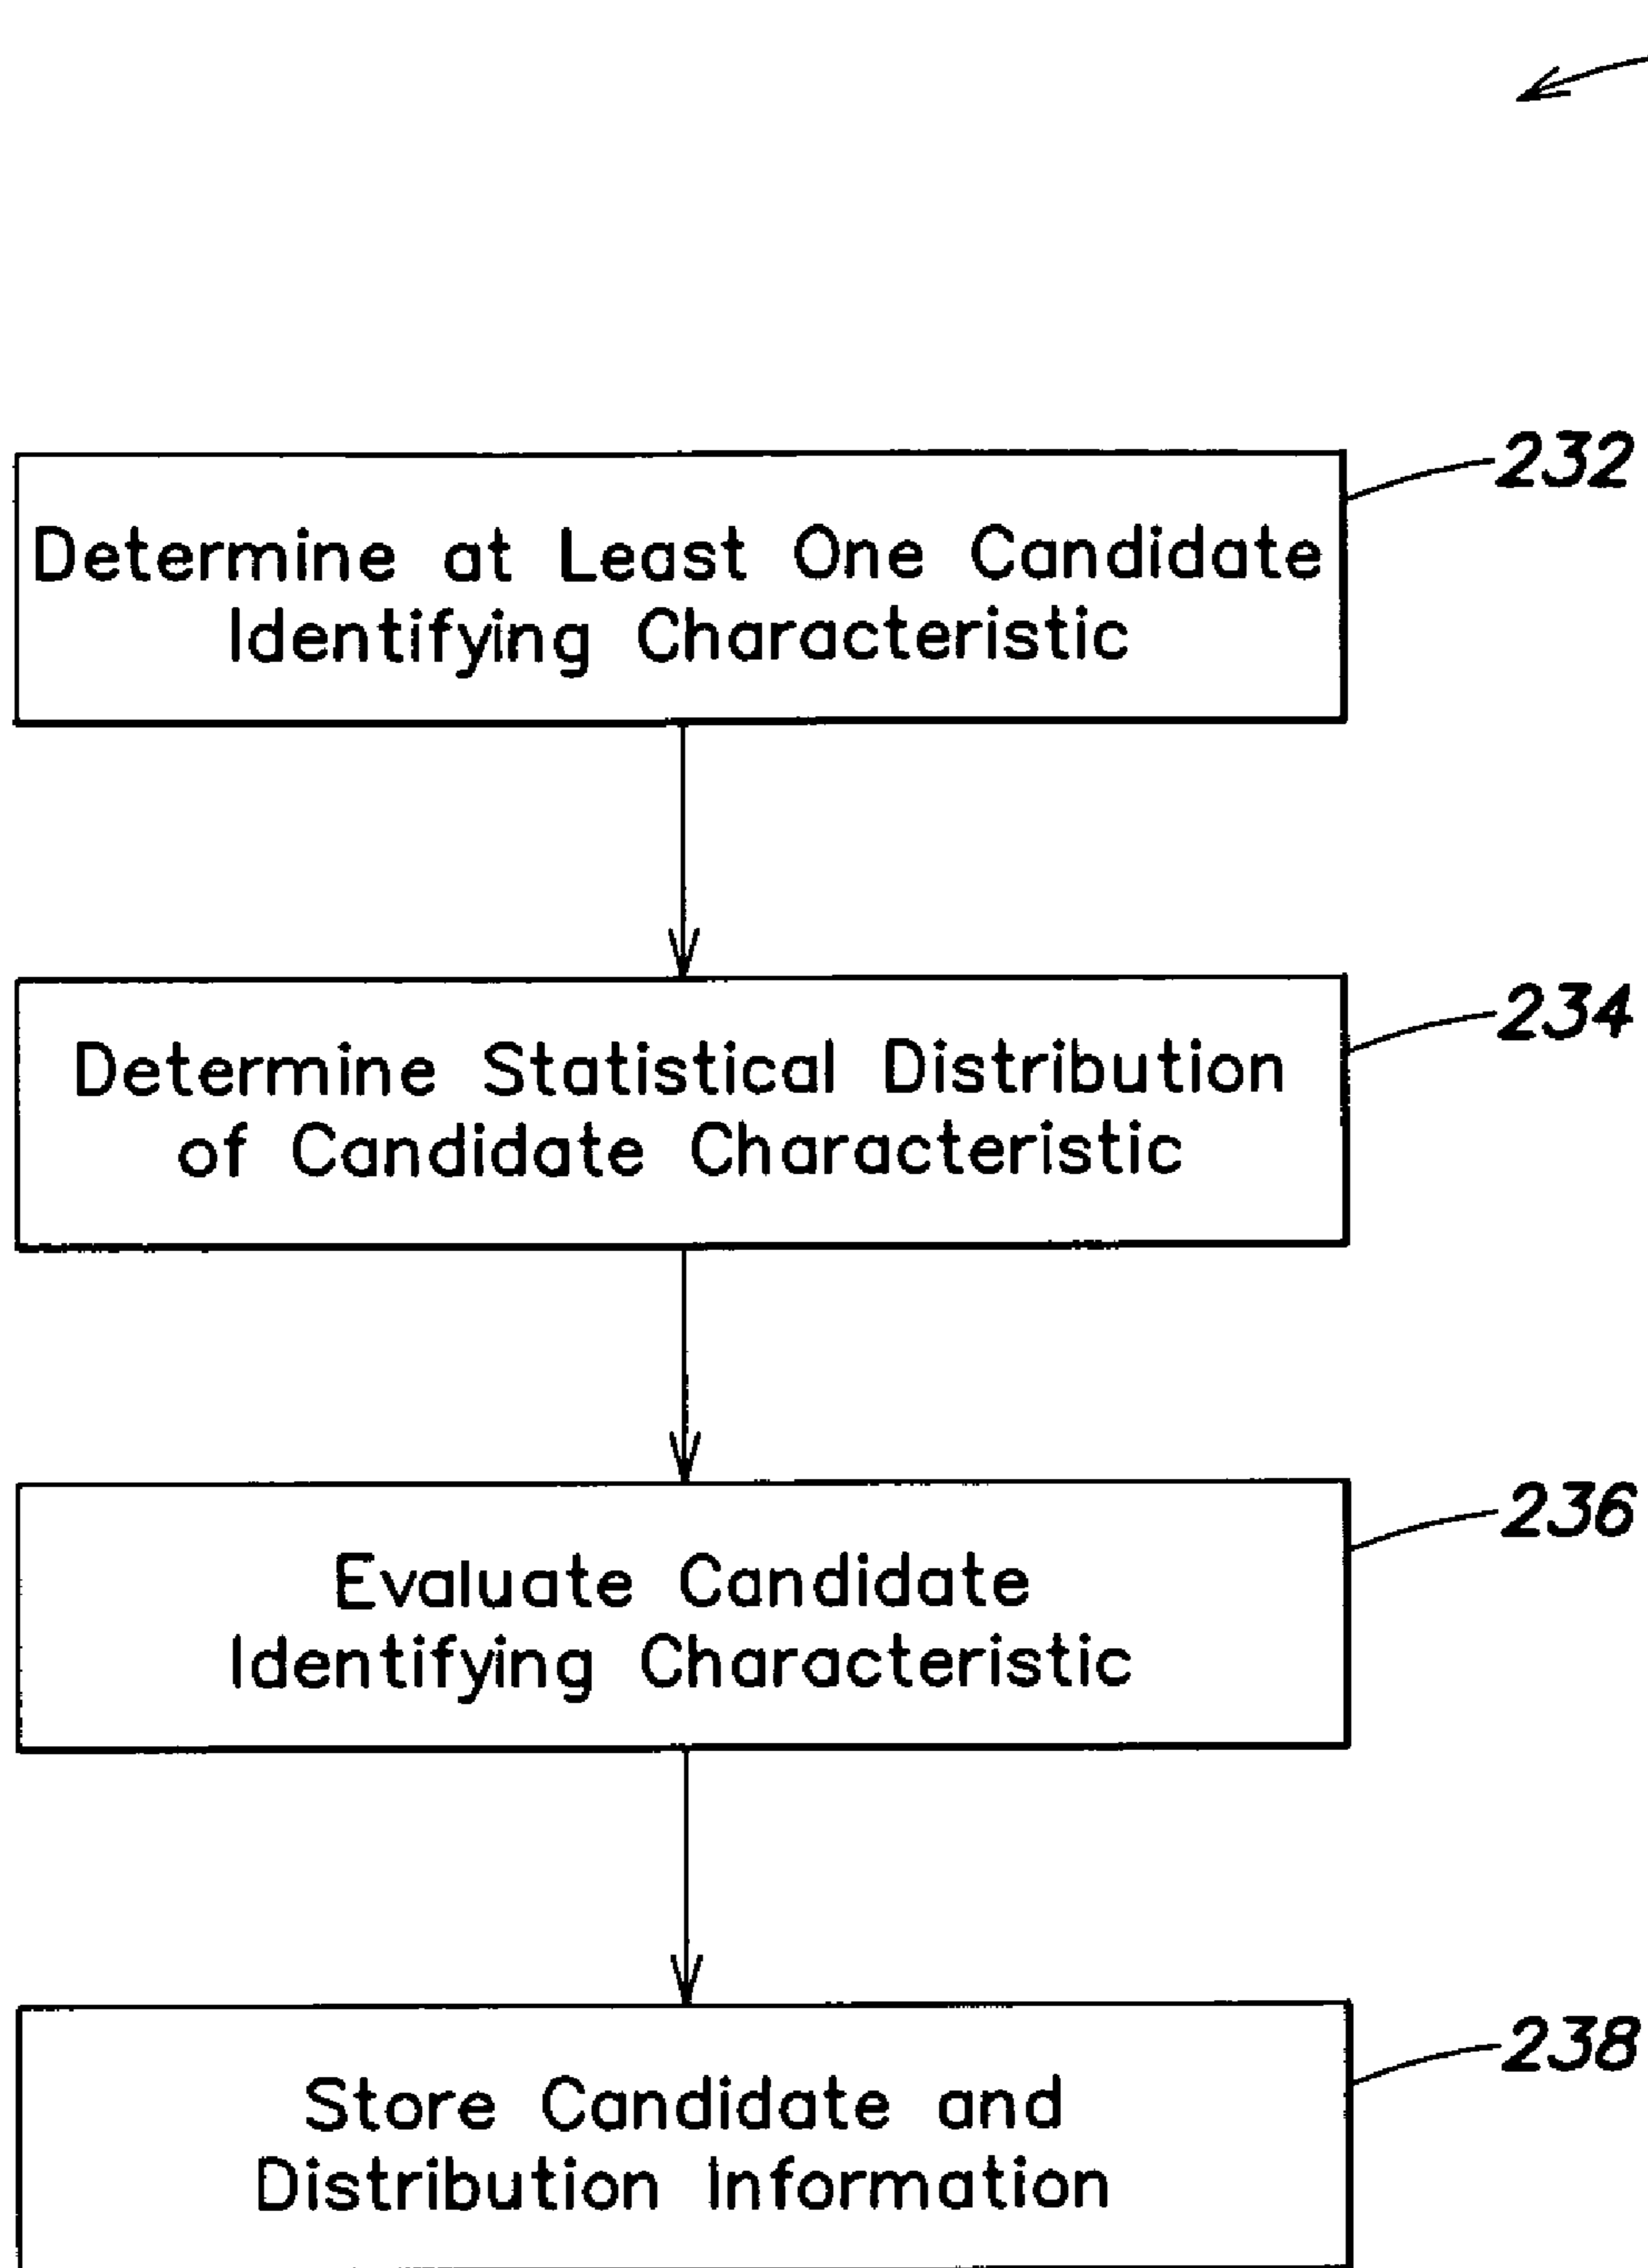 232
Determine at Least One Candidate
Identifying Characteristic
234
Determine Statistical Distribution
of Candidate Characteristic
236
Evaluate Candidate
Identifying Characteristic
238
Store Candidate and
Distribution Information